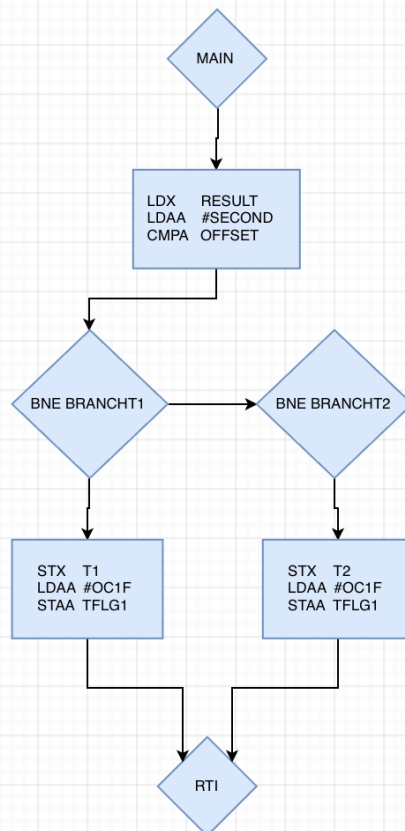 MAIN
LDX RESULT
LDAA #SECOND
CMPA OFFSET
BNE BRANCHT1
BNE BRANCHT2
STX T1
LDAA #OC1F
STAA TFLG1
STX T2
LDAA #OC1F
STAA TFLG1
RTI